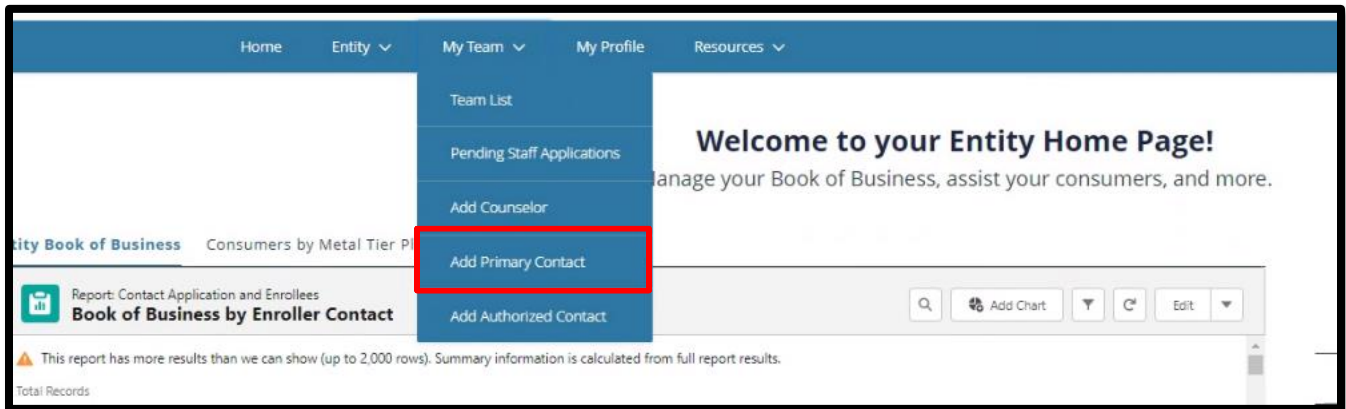 Home Entity My Team My Profile Resources
Team List
Pending Staff Applications
Add Counselor
Add Primary Contact
Add Authorized Contact
Welcome to your Entity Home Page!
anage your Book of Business, assist your consumers, and more.
tity Book of Business Consumers by Metal Tier Pl
Report: Contact Application and Enrollees
Book of Business by Enroller Contact
Add Chart Edit
This report has more results than we can show (up to 2,000 rows). Summary information is calculated from full report results.
Total Records